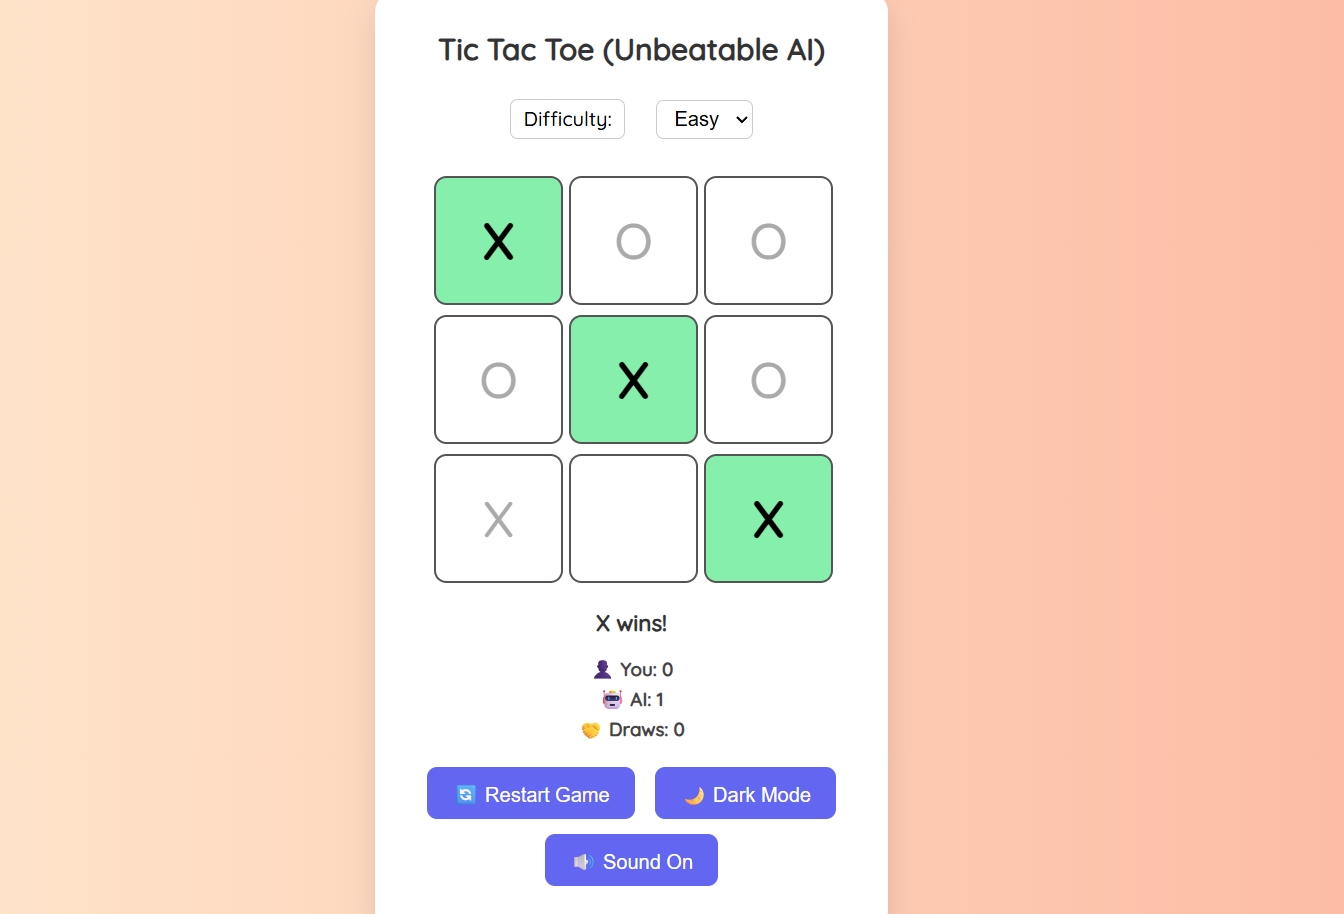 Tic Tac Toe (Unbeatable AI)
Difficulty: Easy
X O O
O X O
X X
X wins!
👤 You: 0
🤖 AI: 1
🤝 Draws: 0
🔄 Restart Game 🌙 Dark Mode
🔊 Sound On